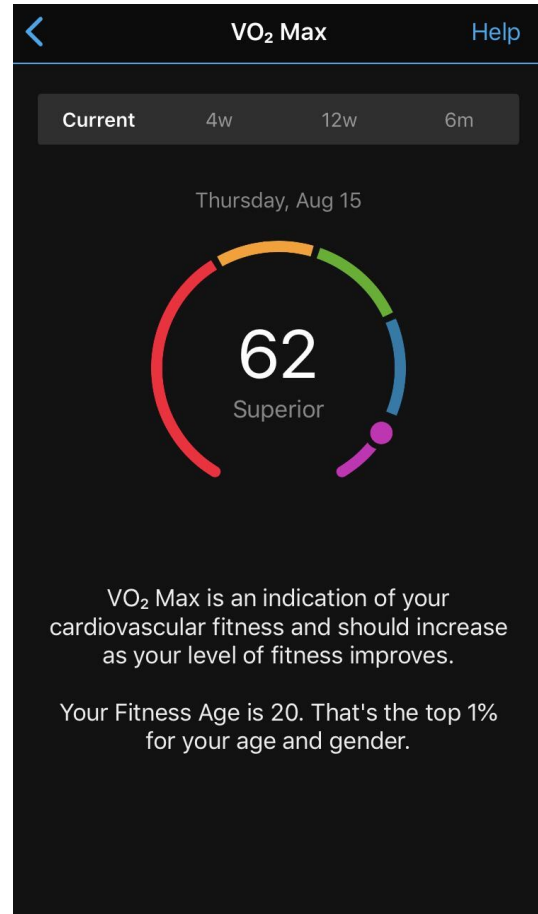 VO₂ Max Help
Current 4w 12w 6m
Thursday, Aug 15
62
Superior
VO₂ Max is an indication of your
cardiovascular fitness and should increase
as your level of fitness improves.
Your Fitness Age is 20. That's the top 1%
for your age and gender.